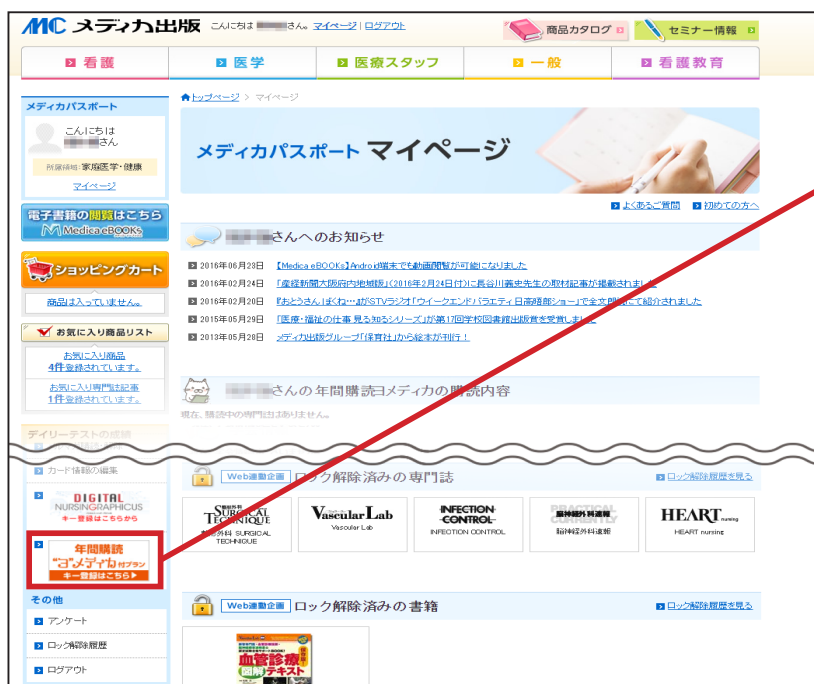 MC メディカ出版 こんにちは さん。 マイページ | ログアウト 商品カタログ セミナー情報
看護 医学 医療スタッフ 一般 看護教育
メディカパスポート
こんにちは
さん
所属領域:家庭医学・健康
マイページ
電子書籍の閲覧はこちら
Medica eBOOKs
ショッピングカート
商品は入っていません。
お気に入り商品リスト
お気に入り商品
4件登録されています。
お気に入り専門誌記事
1件登録されています。
デイリーテストの成績
カード情報の編集
DIGITAL
NURSINGRAPHICUS
キー登録はこちらから
年間購読
"ヨ"メディカ付プラン
キー登録はこちら
その他
アンケート
ロック解除履歴
ログアウト
トップページ > マイページ
メディカパスポート マイページ
よくあるご質問 初めての方へ
さんへのお知らせ
2016年06月23日 【Medica eBOOKs】Android端末でも動画閲覧が可能になりました
2016年02月24日 「産経新聞大阪府内地域版」(2016年2月24日付)に長谷川義史先生の取材記事が掲載されました
2016年02月20日 『おとうさん』ぼくね…がSTVラジオ「ウイークエンドバラエティ 日高晤郎ショー」で全文 にて紹介されました
2015年05月29日 「医療・福祉の仕事 見る知るシリーズ」が第17回学校図書館出版賞を受賞しました
2013年05月28日 メディカ出版グループ「保育社」から絵本が刊行!
さんの年間購読ヨメディカの購読内容
現在、購読中の専門誌はありません。
Web連動企画 ロック解除済みの専門誌 ロック解除履歴を見る
SURGICAL TECHNIQUE VascularLab INFECTION CONTROL 脳神経外科速報 HEART nursing
SURGICAL TECHNIQUE Vascular Lab INFECTION CONTROL 脳神経外科速報 HEART nursing
Web連動企画 ロック解除済みの書籍 ロック解除履歴を見る
血管診療
図解テキスト